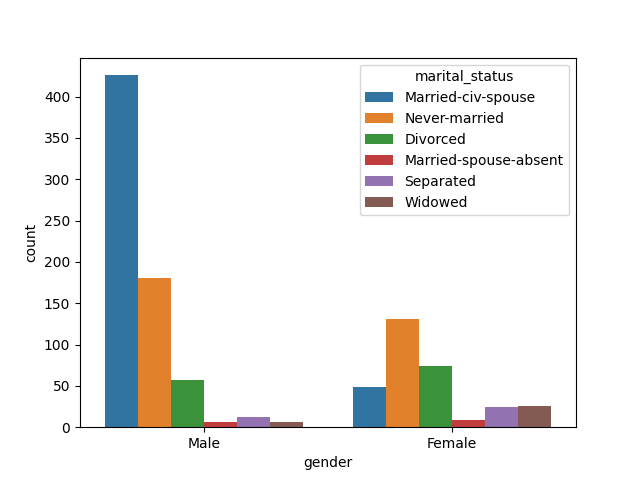 marital_status
Married-civ-spouse
Never-married
Divorced
Married-spouse-absent
Separated
Widowed
400
350
300
250
200
150
100
50
0
count
Male
Female
gender